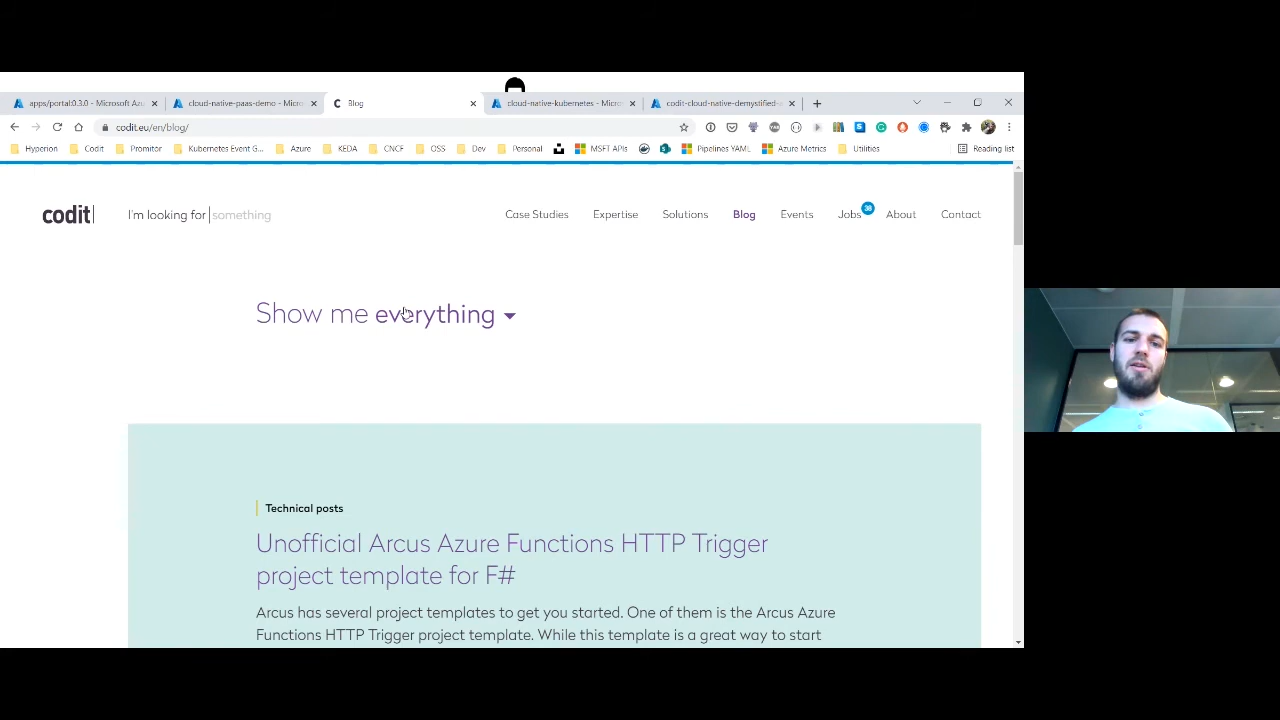 apps/portal:0.3.0 - Microsoft Azu
cloud-native-paas-demo - Micro
Blog
cloud-native-kubernetes - Micro
codit-cloud-native-demystified-
codit.eu/en/blog/
Hyperion
Codit
Promitor
Kubernetes Event G...
Azure
KEDA
CNCF
OSS
Dev
Personal
MSFT APIs
Pipelines YAML
Azure Metrics
Utilities
Reading list
codit
I'm looking for something
Case Studies
Expertise
Solutions
Blog
Events
Jobs
38
About
Contact
Show me everything
Technical posts
Unofficial Arcus Azure Functions HTTP Trigger
project template for F#
Arcus has several project templates to get you started. One of them is the Arcus Azure
Functions HTTP Trigger project template. While this template is a great way to start